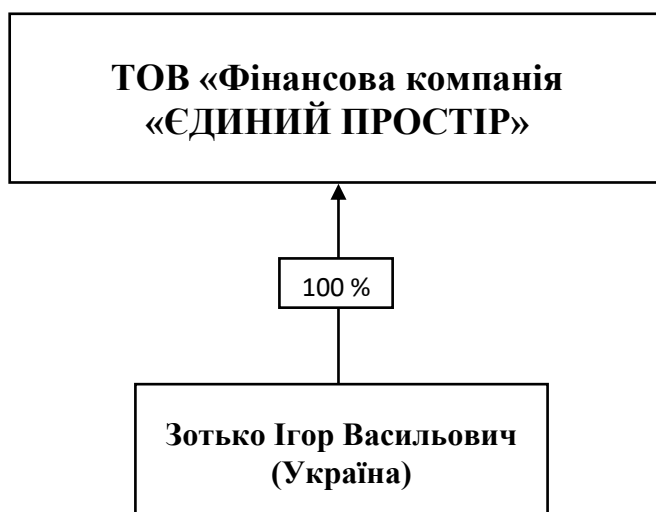 ТОВ «Фінансова компанія
«ЄДИНИЙ ПРОСТІР»
100 %
Зотько Ігор Васильович
(Україна)